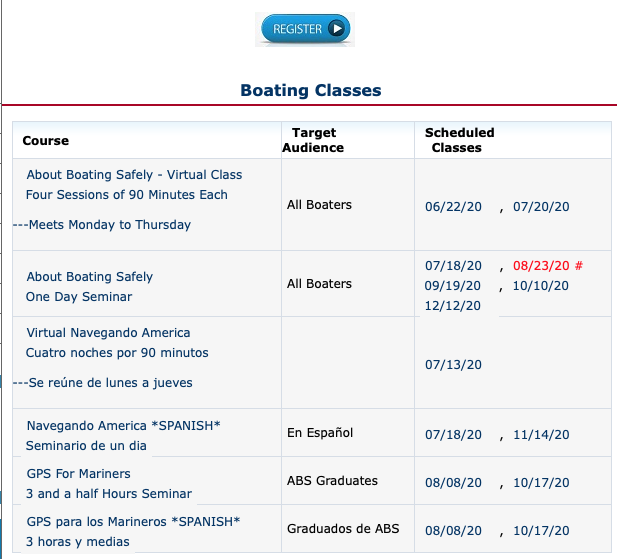 REGISTER
Boating Classes
Course
Target
Audience
Scheduled
Classes
About Boating Safely - Virtual Class
Four Sessions of 90 Minutes Each
---Meets Monday to Thursday
All Boaters
06/22/20 , 07/20/20
About Boating Safely
One Day Seminar
All Boaters
07/18/20 , 08/23/20 #
09/19/20 , 10/10/20
12/12/20
Virtual Navegando America
Cuatro noches por 90 minutos
---Se reúne de lunes a jueves
07/13/20
Navegando America *SPANISH*
Seminario de un dia
En Español
07/18/20 , 11/14/20
GPS For Mariners
3 and a half Hours Seminar
ABS Graduates
08/08/20 , 10/17/20
GPS para los Marineros *SPANISH*
3 horas y medias
Graduados de ABS
08/08/20 , 10/17/20